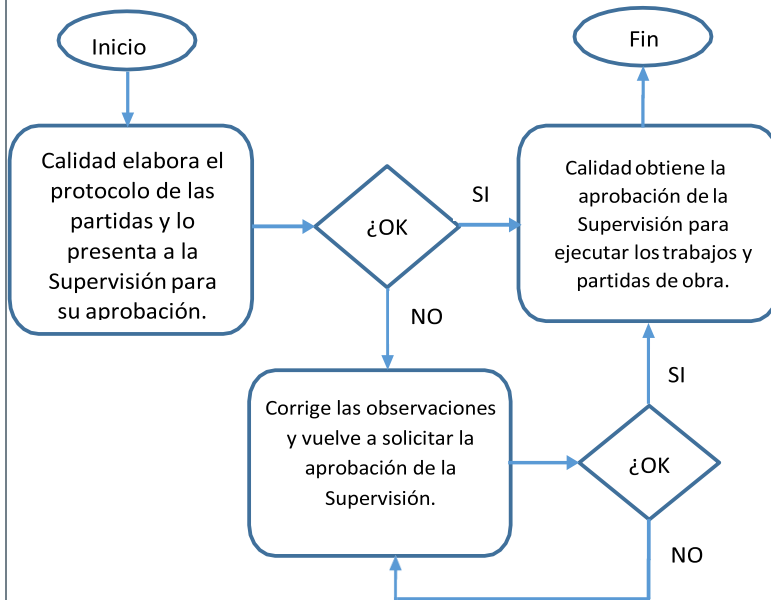 Inicio
Calidad elabora el
protocolo de las
partidas y lo
presenta a la
Supervisión para
su aprobación.
¿OK
SI
NO
Corrige las observaciones
y vuelve a solicitar la
aprobación de la
Supervisión.
¿OK
SI
NO
Calidad obtiene la
aprobación de la
Supervisión para
ejecutar los trabajos y
partidas de obra.
Fin